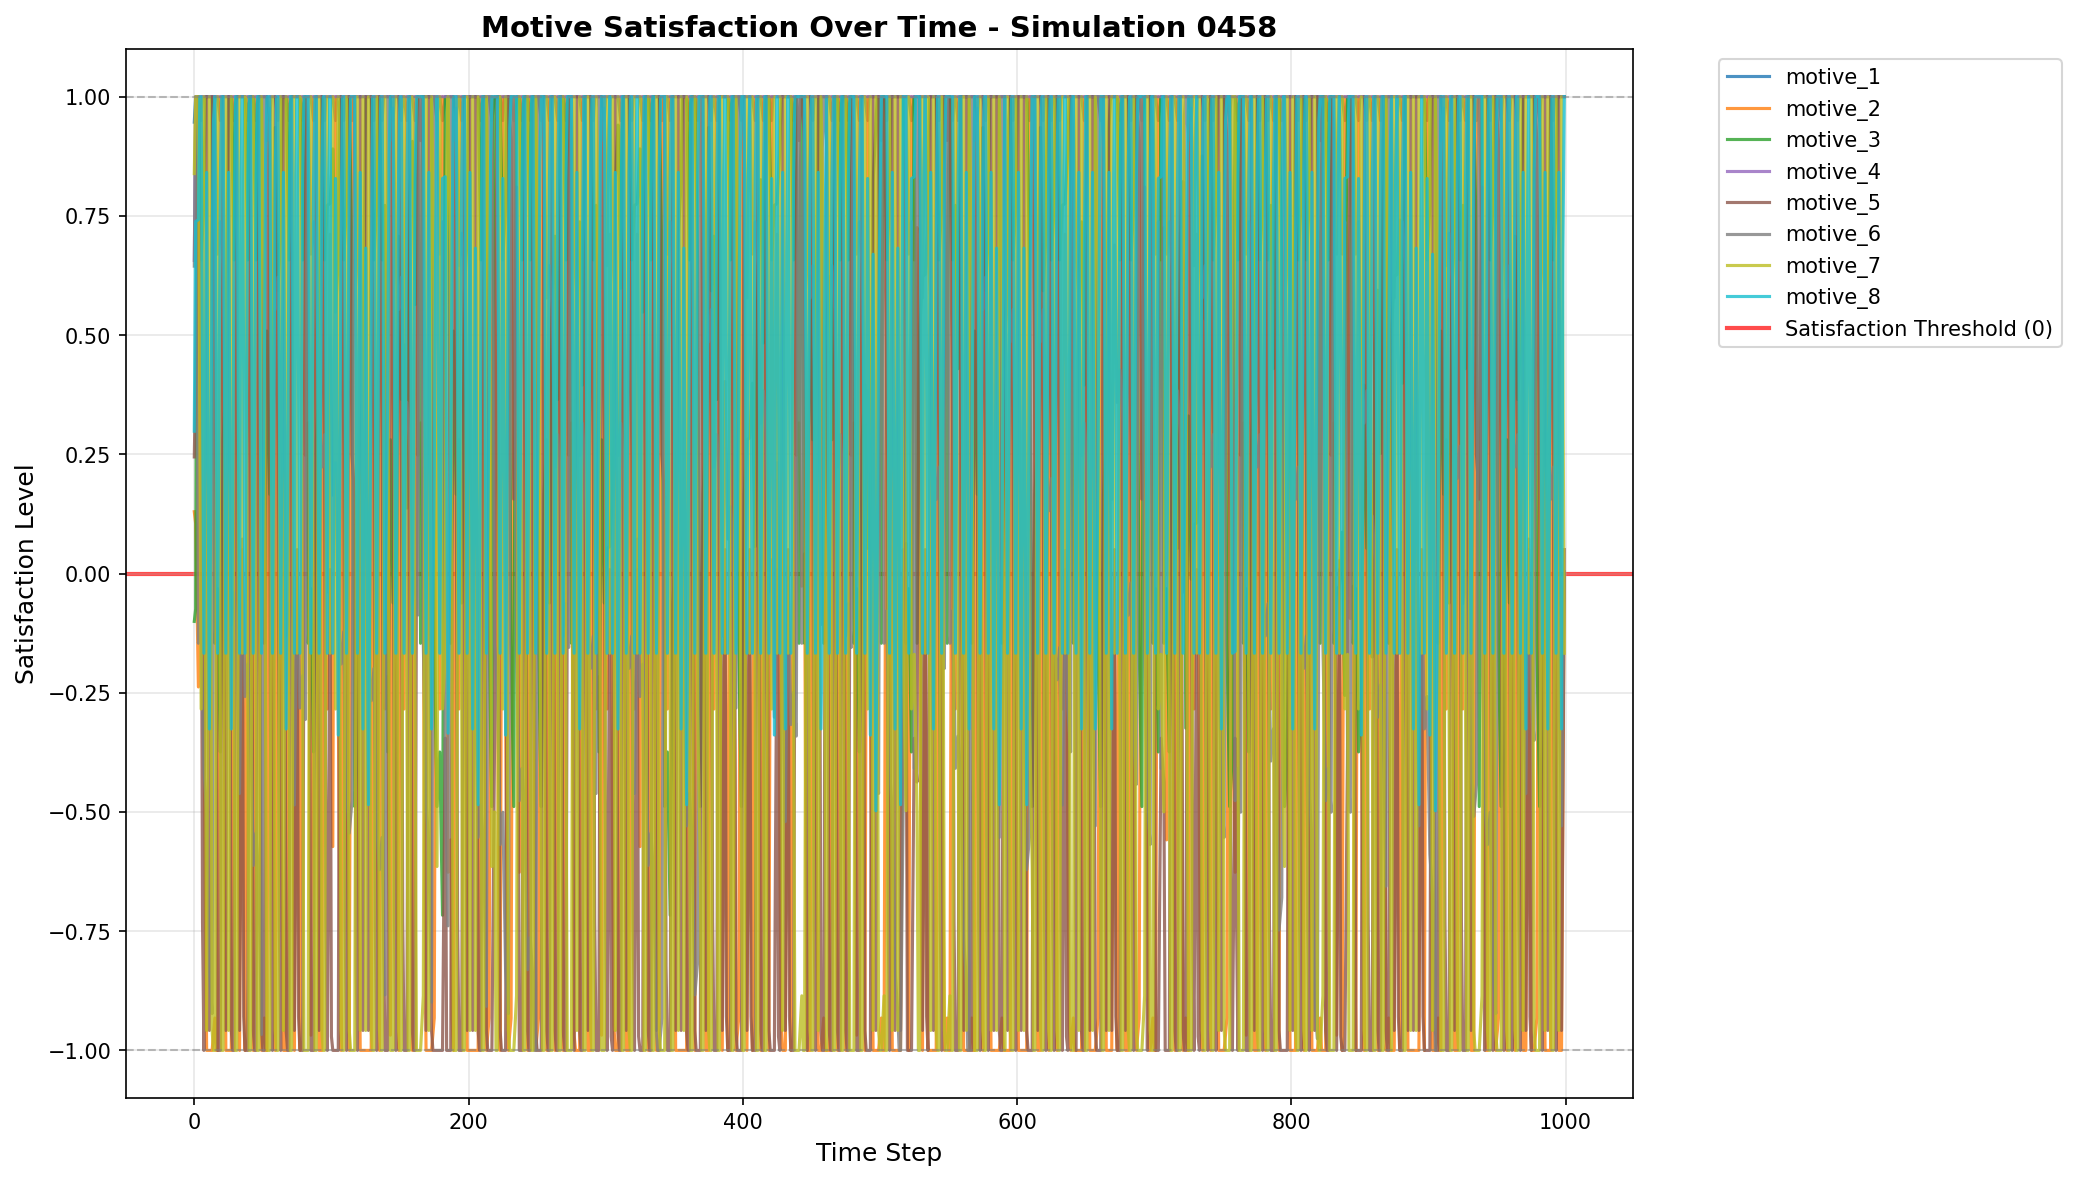 Motive Satisfaction Over Time - Simulation 0458
1.00
0.75
0.50
0.25
0.00
−0.25
−0.50
−0.75
−1.00
Satisfaction Level
0
200
400
600
800
1000
Time Step
motive_1
motive_2
motive_3
motive_4
motive_5
motive_6
motive_7
motive_8
Satisfaction Threshold (0)